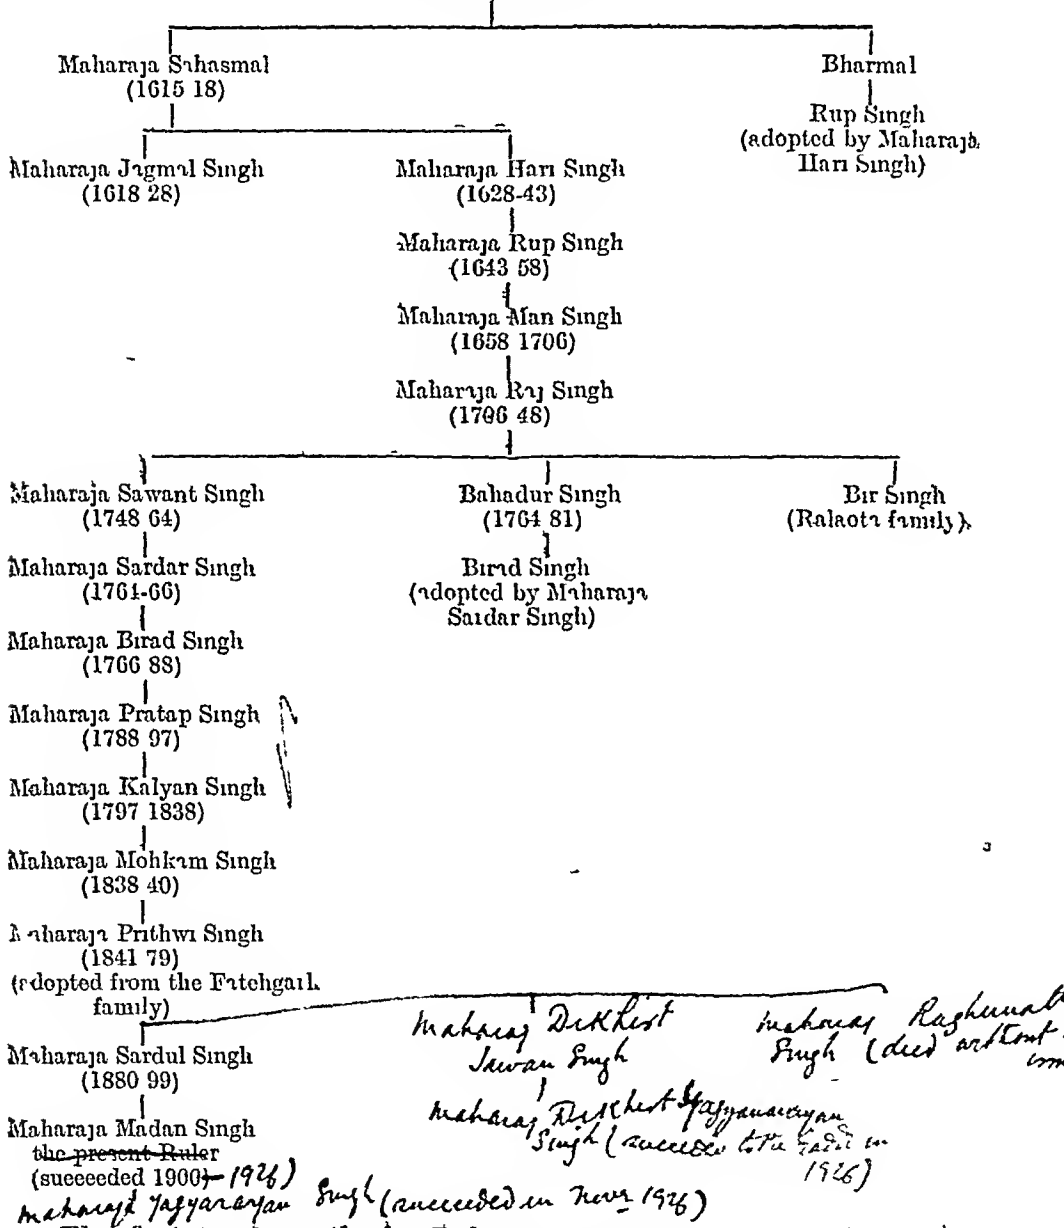 Maharaja Sahasmal
(1615 18)
Bharmal
Rup Singh
(adopted by Maharaja
Hari Singh)
Maharaja Jagmal Singh
(1618 28)
Maharaja Hari Singh
(1628-43)
Maharaja Rup Singh
(1643 58)
Maharaja Man Singh
(1658 1706)
Maharaja Raj Singh
(1706 48)
Maharaja Sawant Singh
(1748 64)
Bahadur Singh
(1764 81)
Bir Singh
(Ralaota family)
Maharaja Sardar Singh
(1764-66)
Birad Singh
(adopted by Maharaja
Sardar Singh)
Maharaja Birad Singh
(1766 88)
Maharaja Pratap Singh
(1788 97)
Maharaja Kalyan Singh
(1797 1838)
Maharaja Mohkam Singh
(1838 40)
Maharaja Prithwi Singh
(1841 79)
(adopted from the Fatehgarh
family)
Maharaja Sardul Singh
(1880 99)
Maharaj Dikhist
Jawan Singh
Maharaj
Singh (died without
Maharaj Dikhist Yagyanarayan
Singh (succeeded to the Gadi in
1926)
Maharaja Madan Singh
the present Ruler
(succeeded 1900 - 1926)
Maharaja Yagyanarayan Singh (succeeded in Novr 1926)